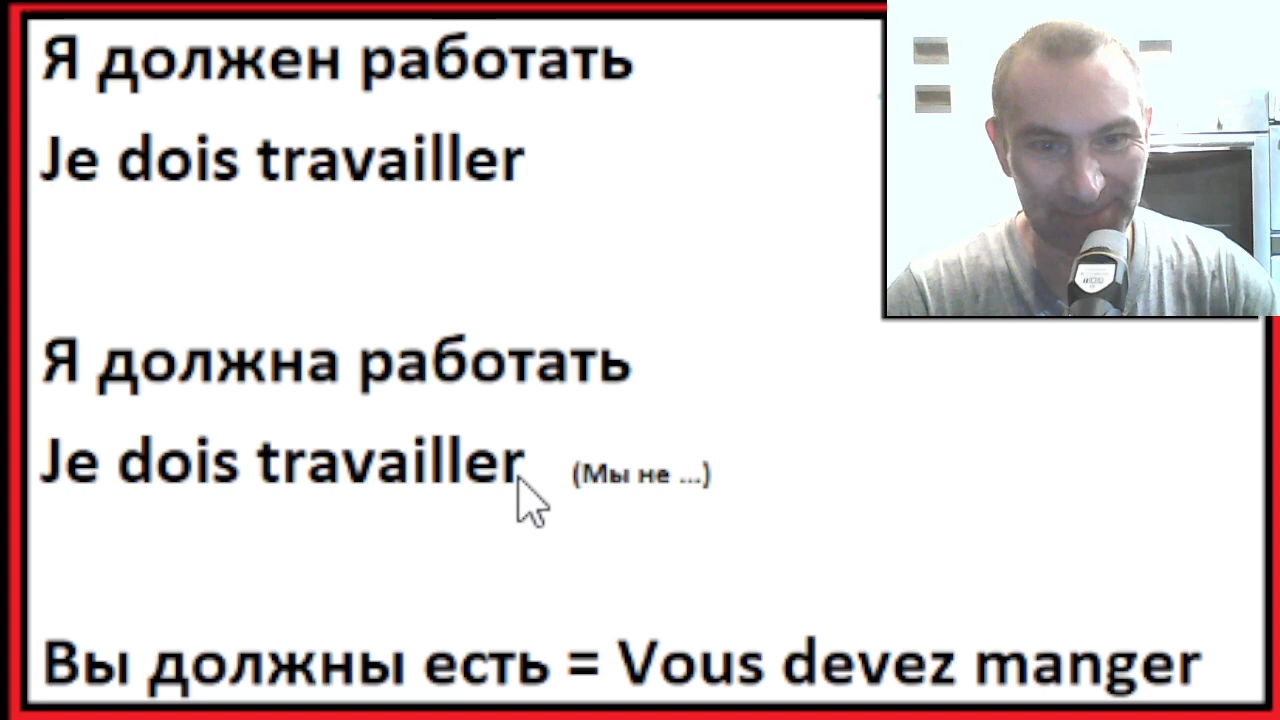 Я должен работать
Je dois travailler
Я должна работать
Je dois travailler (Мы не ...)
Вы должны есть = Vous devez manger